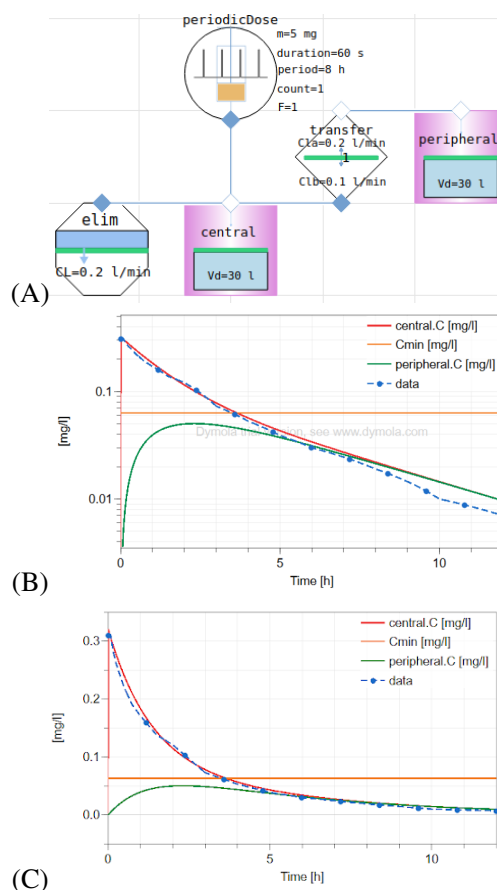 periodicDose
m=5 mg
duration=60 s
period=8 h
count=1
F=1
transfer
Cla=0.2 l/min
1
Clb=0.1 l/min
peripheral
Vd=30 l
elim
CL=0.2 l/min
central
Vd=30 l
(A)
central.C [mg/l]
Cmin [mg/l]
peripheral.C [mg/l]
data
0.1
0.01
[mg/l]
see www.dymola.com
0 5 10
Time [h]
(B)
central.C [mg/l]
Cmin [mg/l]
peripheral.C [mg/l]
data
0.3
0.2
0.1
0.0
[mg/l]
0 5 10
Time [h]
(C)